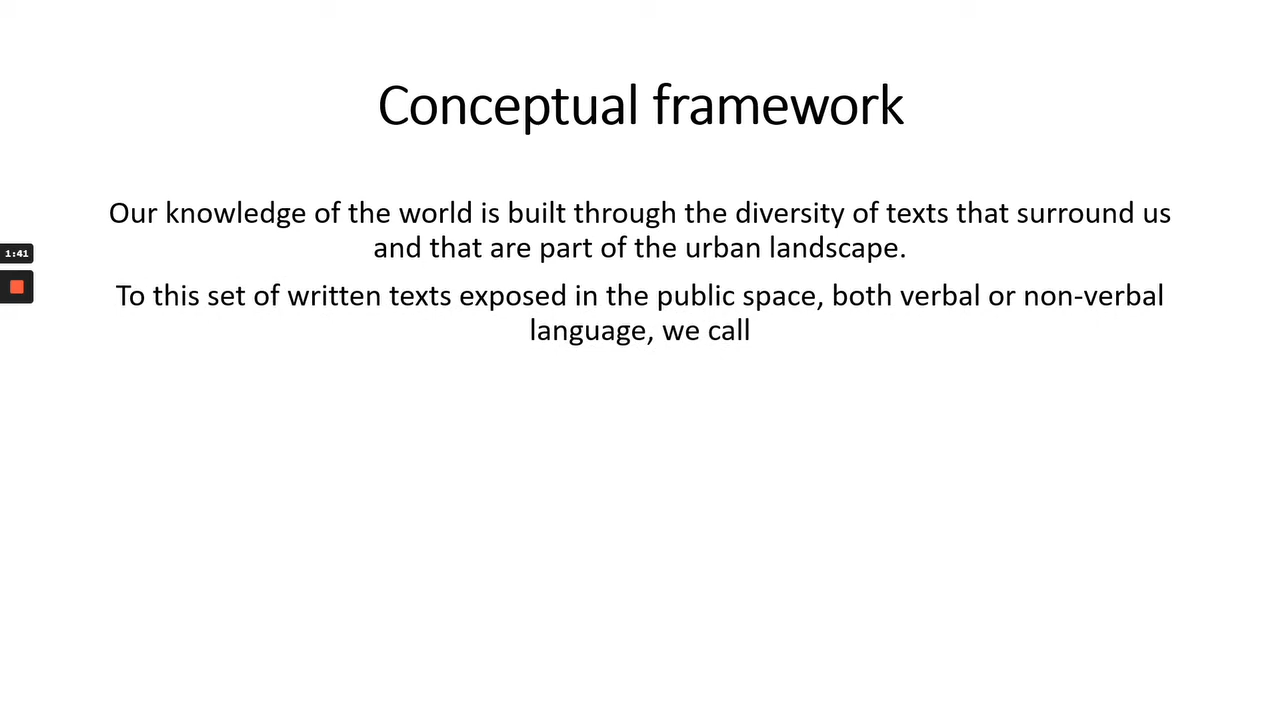 Conceptual framework
Our knowledge of the world is built through the diversity of texts that surround us
and that are part of the urban landscape.
1:41
To this set of written texts exposed in the public space, both verbal or non-verbal
language, we call